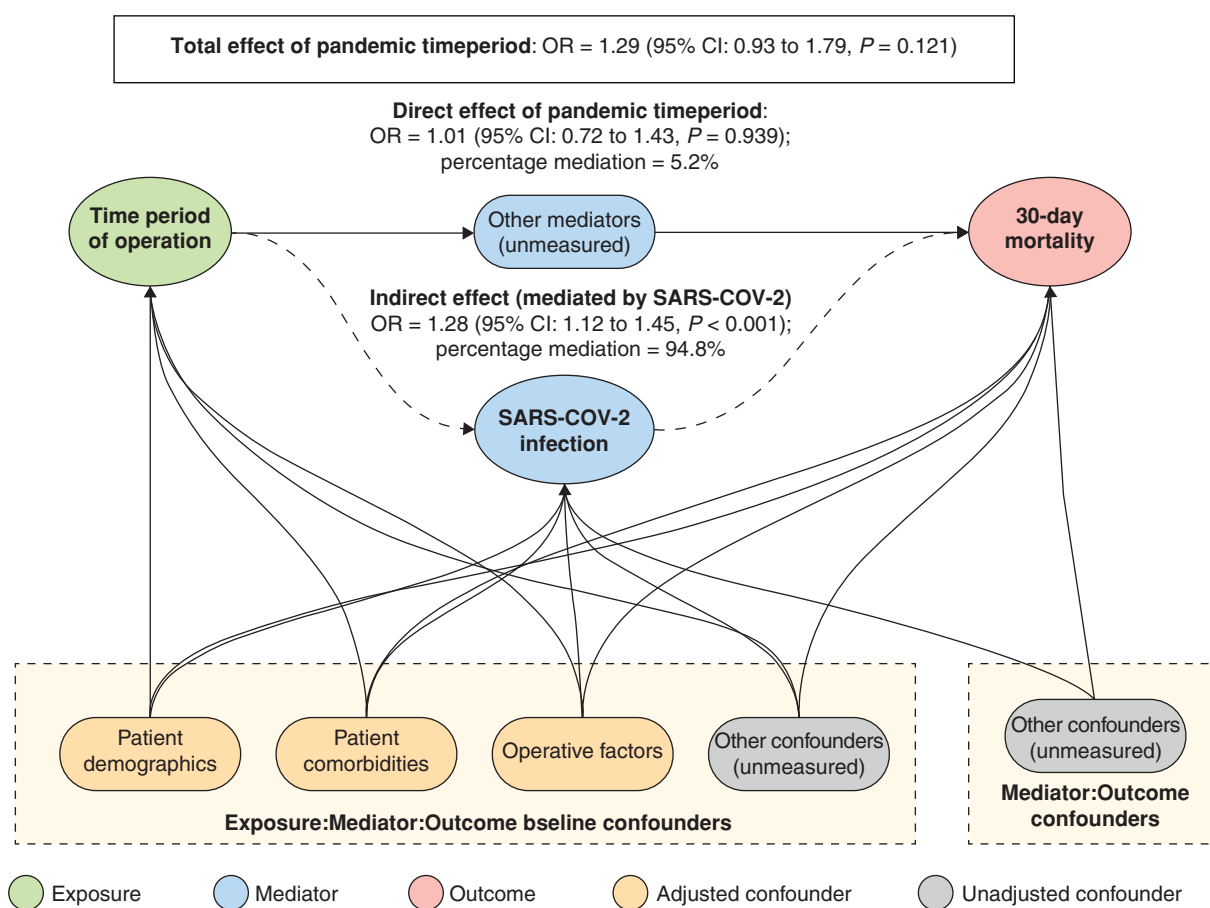 Total effect of pandemic timeperiod: OR = 1.29 (95% CI: 0.93 to 1.79, P = 0.121)
Direct effect of pandemic timeperiod:
OR = 1.01 (95% CI: 0.72 to 1.43, P = 0.939);
percentage mediation = 5.2%
Time period
of operation
Other mediators
(unmeasured)
30-day
mortality
Indirect effect (mediated by SARS-COV-2)
OR = 1.28 (95% CI: 1.12 to 1.45, P < 0.001);
percentage mediation = 94.8%
SARS-COV-2
infection
Patient
demographics
Patient
comorbidities
Operative factors
Other confounders
(unmeasured)
Exposure:Mediator:Outcome bseline confounders
Other confounders
(unmeasured)
Mediator:Outcome
confounders
Exposure
Mediator
Outcome
Adjusted confounder
Unadjusted confounder